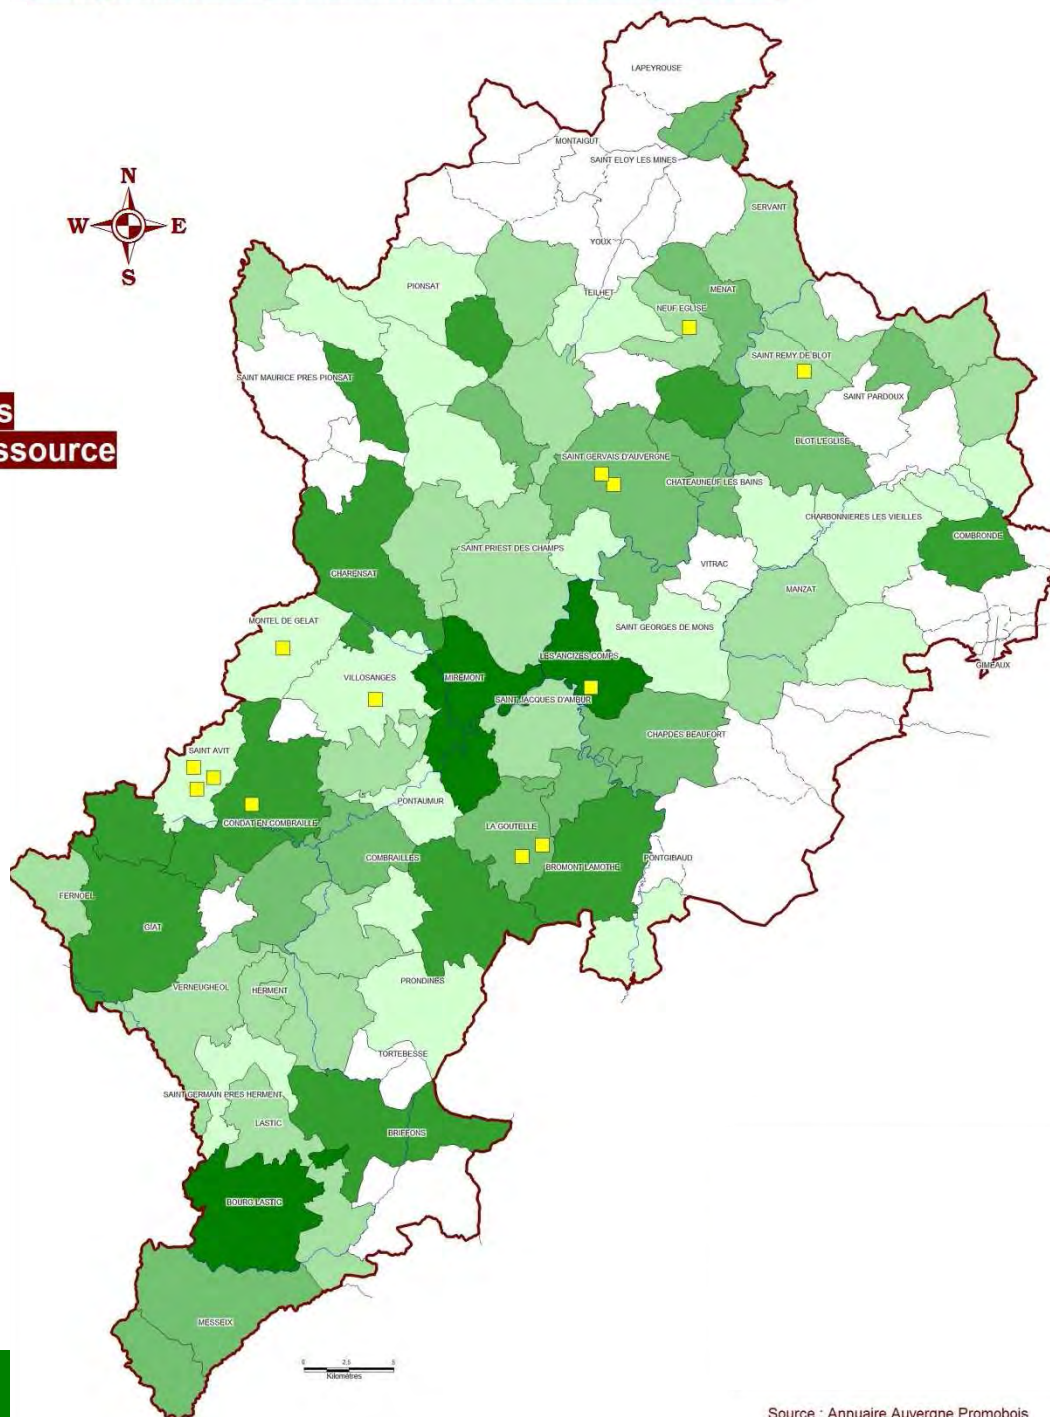 LAPEYROUSE
MONTAIGUT
SAINT ELOY LES MINES
N
W E
S
SERVANT
YOUX
PIONSAT
TEILHET
MENAT
NEUF EGLISE
SAINT REMY DE BLOT
SAINT MAURICE PRES PIONSAT
SAINT PARDOUX
s
ssource
BLOT L'EGLISE
SAINT GERVAIS D'AUVERGNE
CHATEAUNEUF LES BAINS
CHARBONNIERES LES VIEILLES
COMBRONDE
SAINT PRIEST DES CHAMPS
VITRAC
CHARENSAT
MANZAT
MONTEL DE GELAT
SAINT GEORGES DE MONS
LES ANCIZES COMPS
GIMEAUX
VILLOSANGES
MIREMONT
SAINT JACQUES D'AMBUR
CHAPDES BEAUFORT
SAINT AVIT
PONTAUMUR
CONDAT EN COMBRAILLE
LA GOUTELLE
COMBRAILLES
BROMONT LAMOTHE
PONTGIBAUD
FERNOEL
GIAT
PRONDINES
VERNEUGHEOL
HERMENT
TORTEBESSE
SAINT GERMAIN PRES HERMENT
LASTIC
BRIFFONS
BOURG LASTIC
MESSEIX
0 2,5 5
Kilomètres
Source : Annuaire Auvergne Promobois